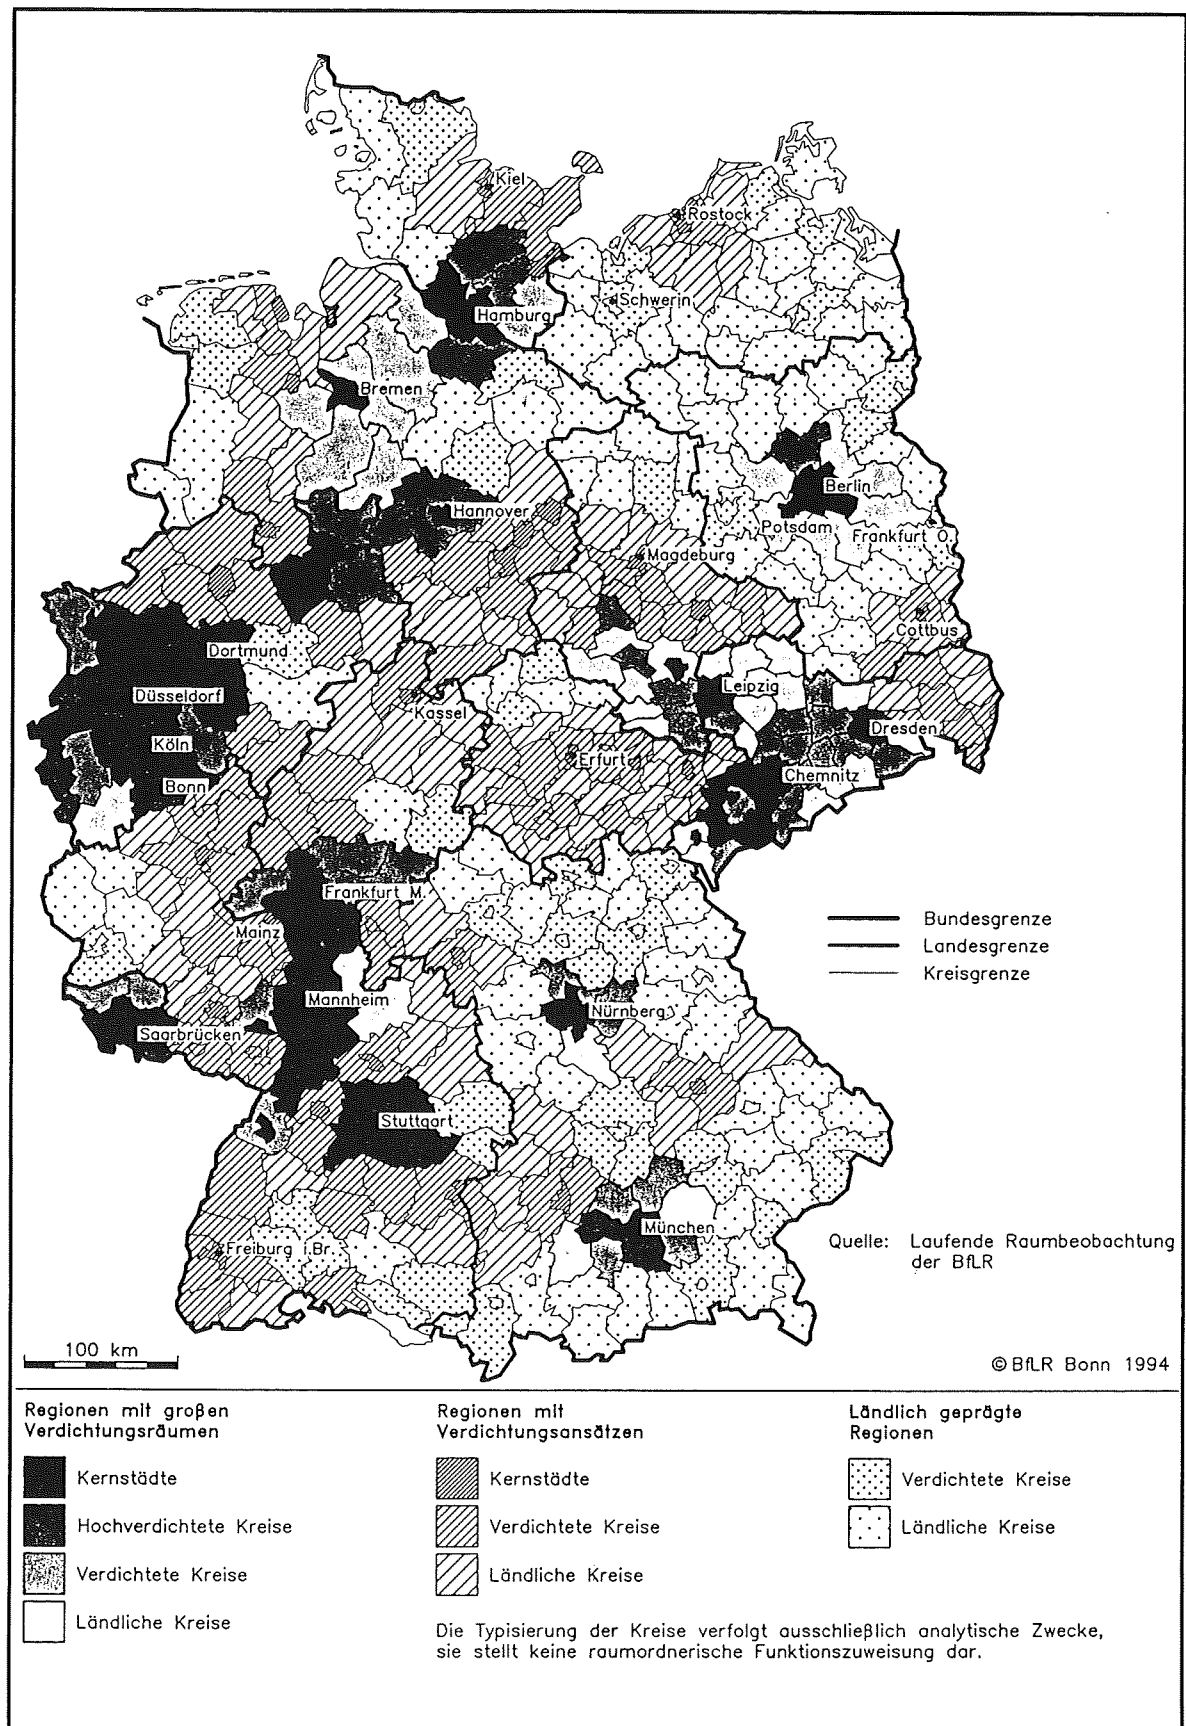 Kiel
Rostock
Schwerin
Hamburg
Bremen
Berlin
Hannover
Potsdam
Frankfurt O.
Magdeburg
Cottbus
Dortmund
Leipzig
Düsseldorf
Kassel
Dresden
Köln
Erfurt
Chemnitz
Bonn
Frankfurt M.
Mainz
Mannheim
Nürnberg
Saarbrücken
Stuttgart
München
Freiburg i.Br.
Bundesgrenze
Landesgrenze
Kreisgrenze
Quelle: Laufende Raumbeobachtung
der BfLR
100 km
© BfLR Bonn 1994
Regionen mit großen
Verdichtungsräumen
Kernstädte
Hochverdichtete Kreise
Verdichtete Kreise
Ländliche Kreise
Regionen mit
Verdichtungsansätzen
Kernstädte
Verdichtete Kreise
Ländliche Kreise
Ländlich geprägte
Regionen
Verdichtete Kreise
Ländliche Kreise
Die Typisierung der Kreise verfolgt ausschließlich analytische Zwecke,
sie stellt keine raumordnerische Funktionszuweisung dar.